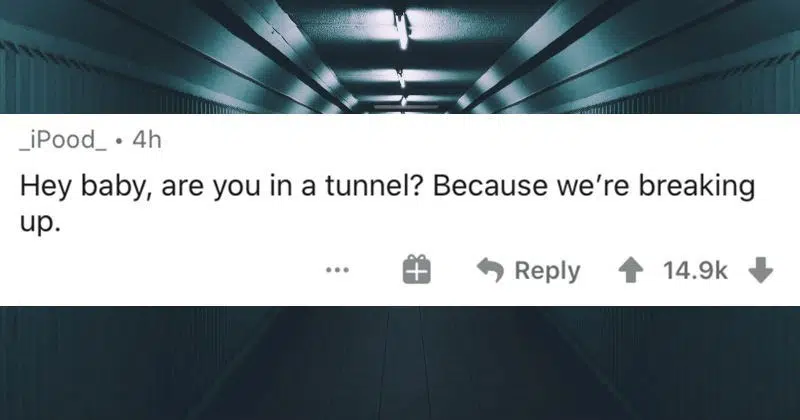 _iPood_ • 4h
Hey baby, are you in a tunnel? Because we’re breaking
up.
Reply 14.9k